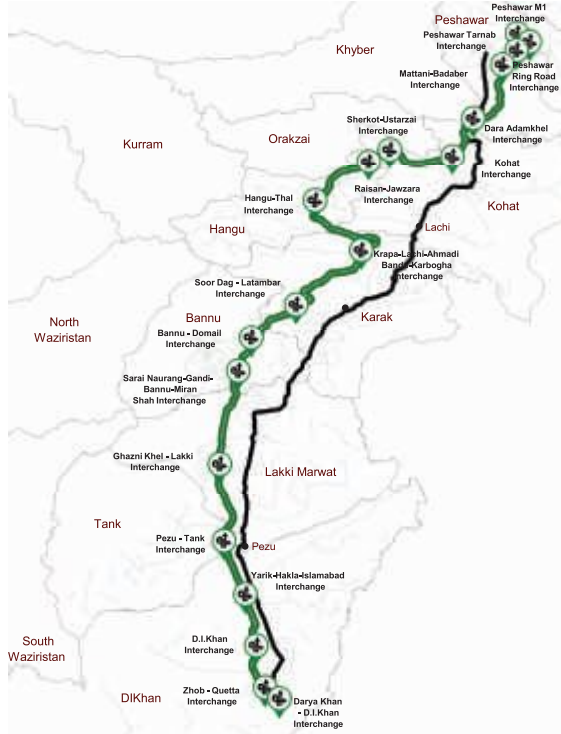 Peshawar M1
Interchange
Peshawar
Peshawar Tarnab
Interchange
Khyber
Peshawar
Ring Road
Interchange
Mattani-Badaber
Interchange
Sherkot-Ustarzai
Interchange
Dara Adamkhel
Interchange
Orakzai
Kurram
Kohat
Interchange
Raisan-Jawzara
Interchange
Hangu-Thal
Interchange
Kohat
Hangu
Lachi
Krapa-Lachi-Ahmadi
Banda-Karbogha
Interchange
Soor Dag - Latambar
Interchange
Bannu
Karak
North
Waziristan
Bannu - Domail
Interchange
Sarai Naurang-Gandi-
Bannu-Miran
Shah Interchange
Ghazni Khel - Lakki
Interchange
Lakki Marwat
Tank
Pezu - Tank
Interchange
Pezu
Yarik-Hakla-Islamabad
Interchange
D.I.Khan
Interchange
South
Waziristan
Zhob - Quetta
Interchange
DIKhan
Darya Khan
- D.I.Khan
Interchange